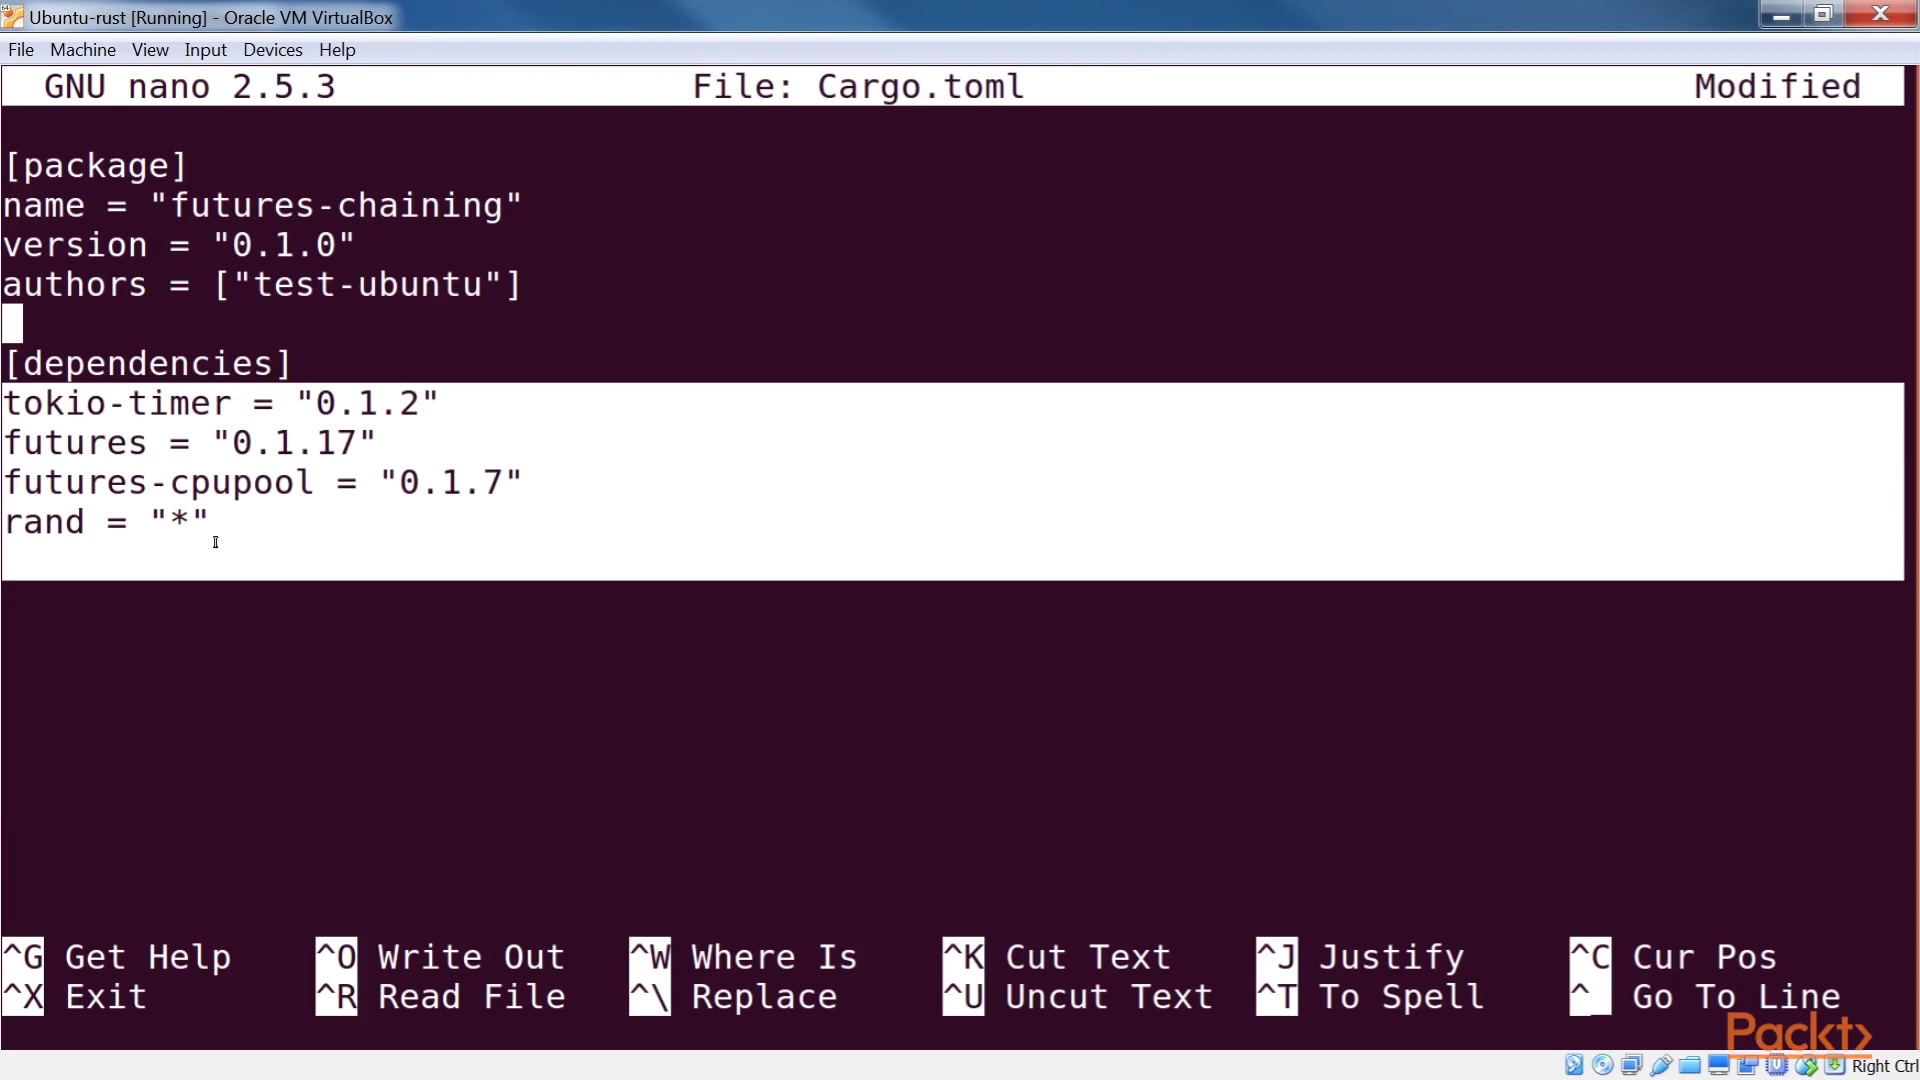 Ubuntu-rust [Running] - Oracle VM VirtualBox
File Machine View Input Devices Help
GNU nano 2.5.3 File: Cargo.toml Modified
[package]
name = "futures-chaining"
version = "0.1.0"
authors = ["test-ubuntu"]
[dependencies]
tokio-timer = "0.1.2"
futures = "0.1.17"
futures-cpupool = "0.1.7"
rand = "*"
^G Get Help ^O Write Out ^W Where Is ^K Cut Text ^J Justify ^C Cur Pos
^X Exit ^R Read File ^\ Replace ^U Uncut Text ^T To Spell ^_ Go To Line
Packt>
Right Ctrl